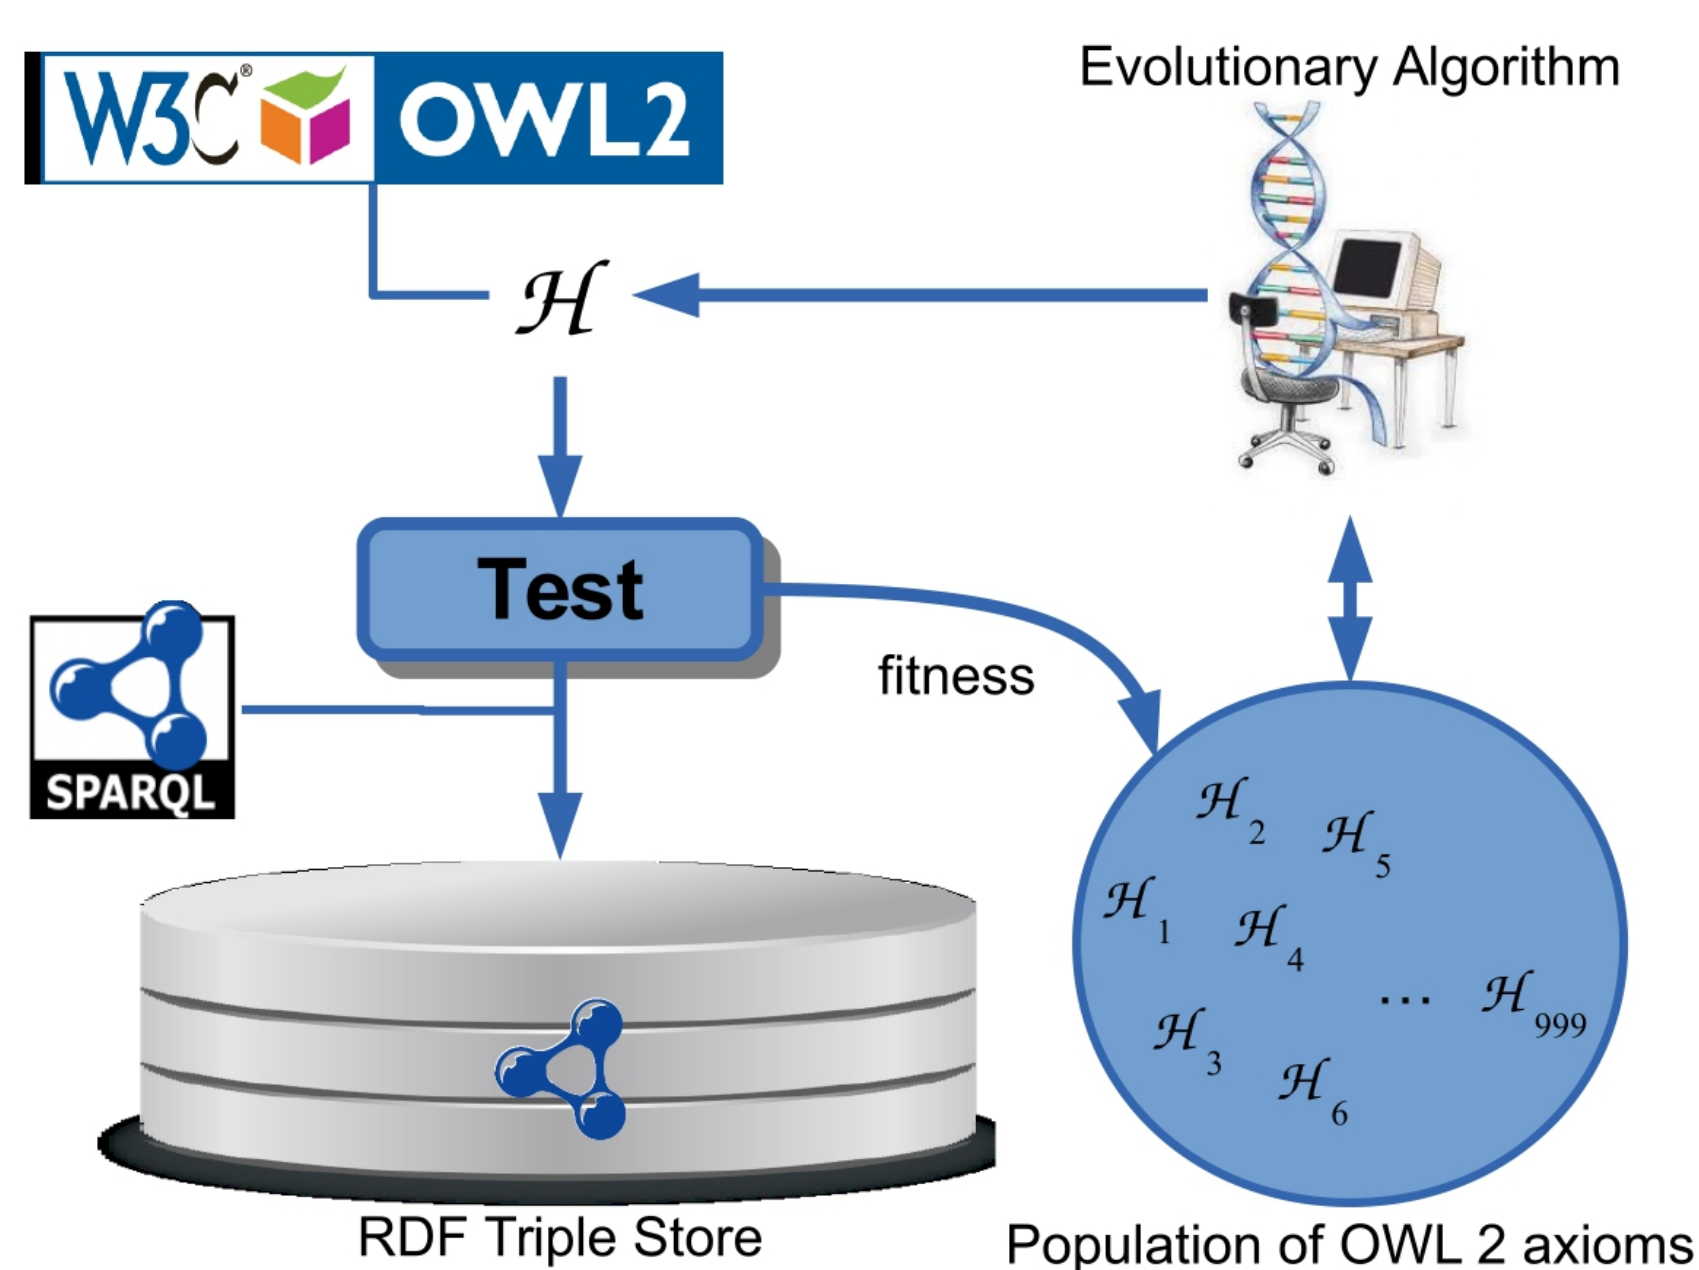 W3C® OWL2
Evolutionary Algorithm
ℋ
Test
fitness
SPARQL
ℋ2
ℋ5
ℋ1
ℋ4
... ℋ999
ℋ3
ℋ6
RDF Triple Store
Population of OWL 2 axioms